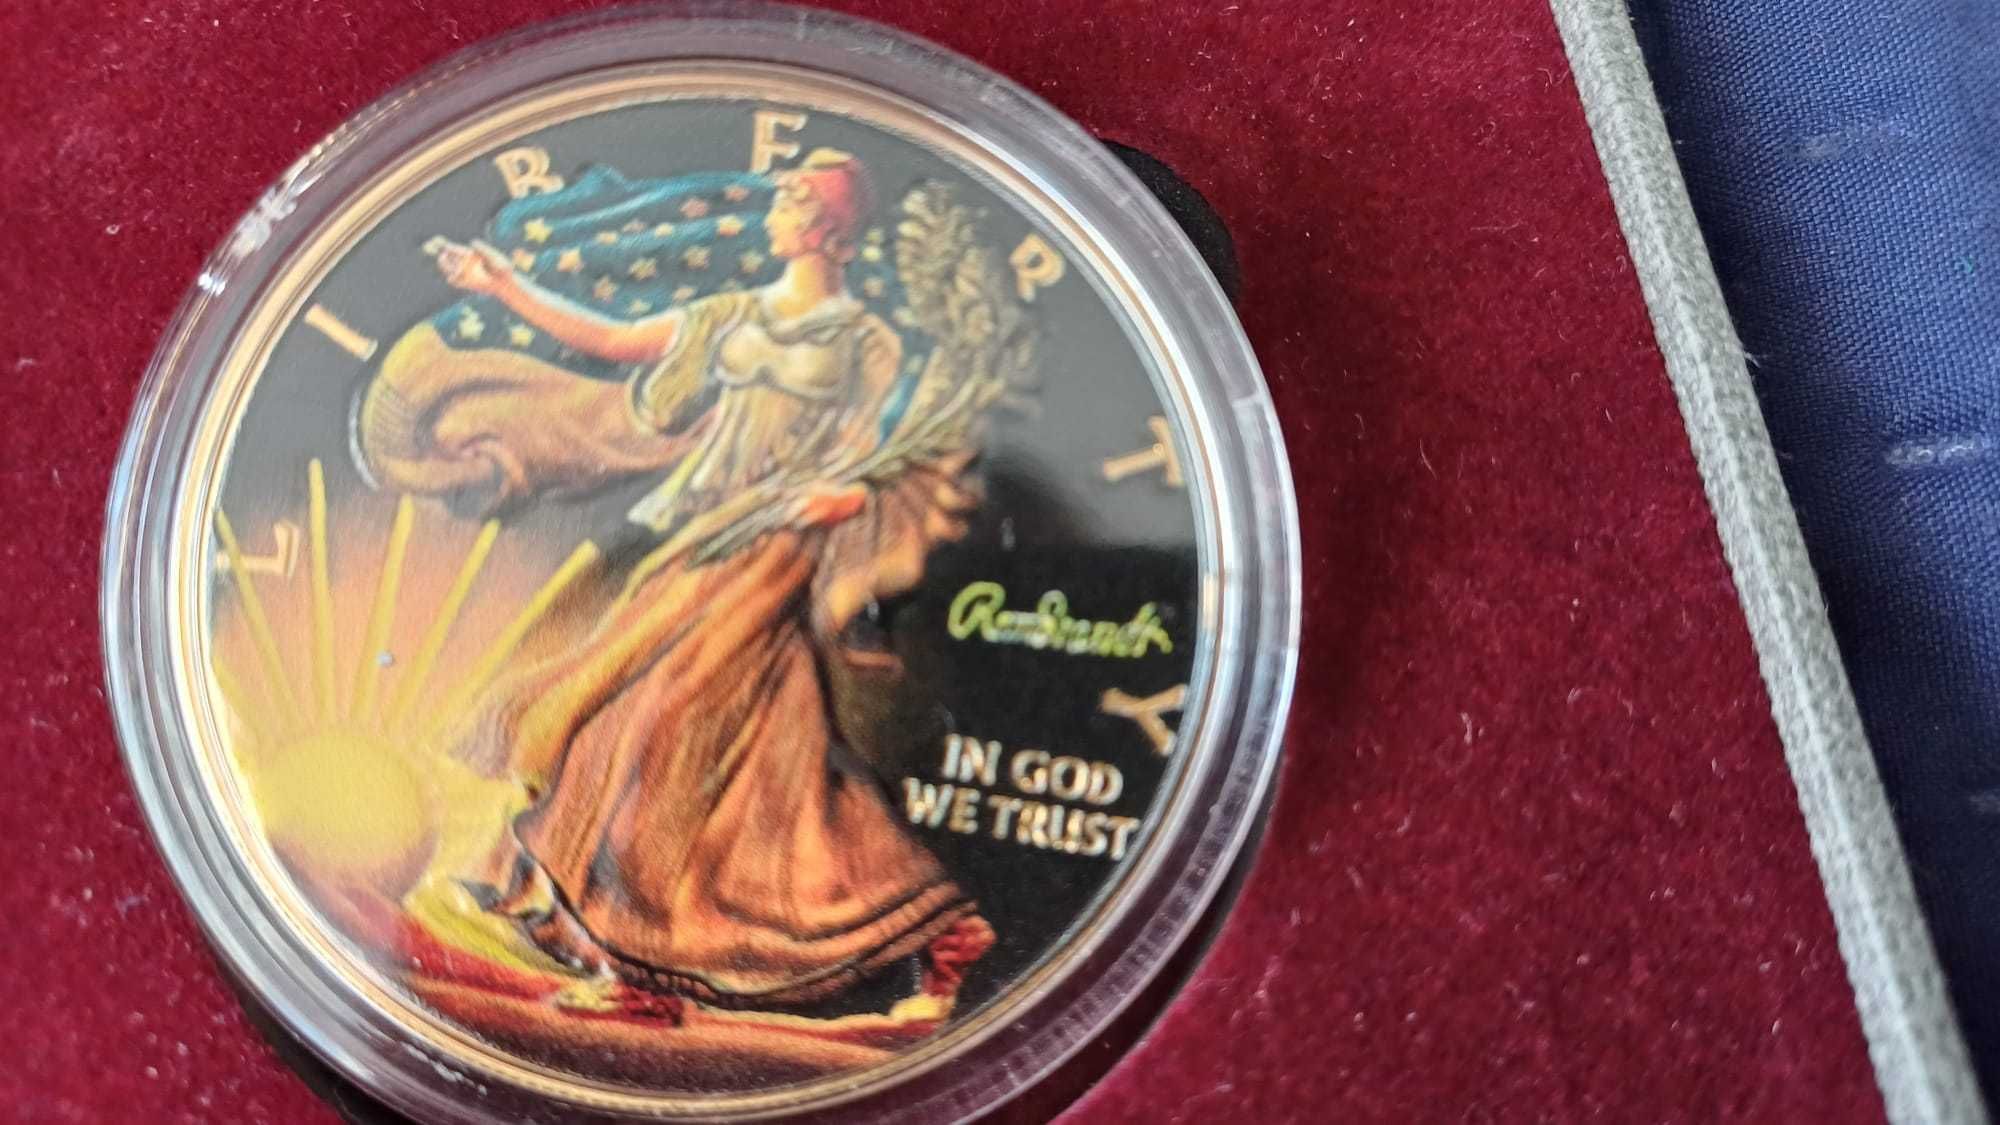 LIBERTY
Rembrandt
IN GOD
WE TRUST